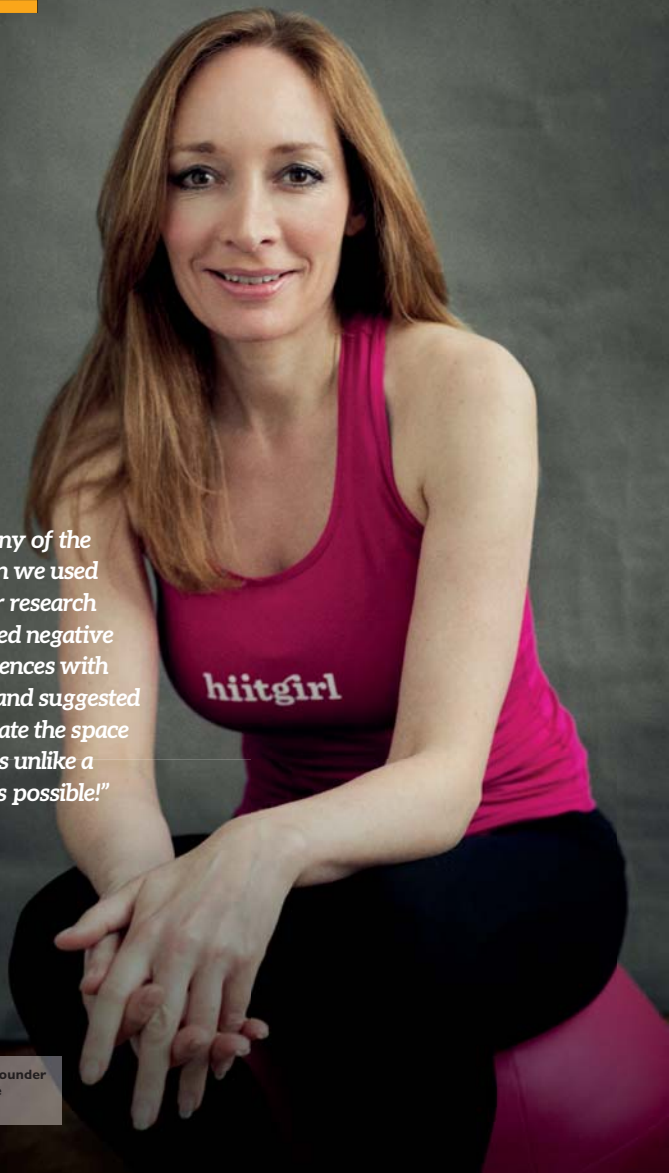 ny of the
n we used
r research
ed negative
ences with
and suggested
ate the space
s unlike a
s possible!"
hiitgirl
ounder
e